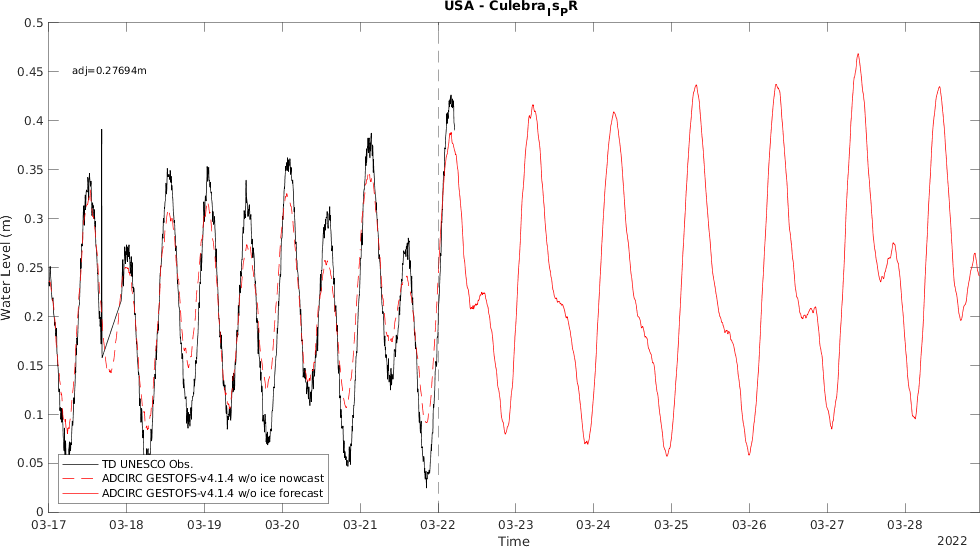 USA - CulebraIsPR
adj=0.27694m
0.5
0.45
0.4
0.35
0.3
0.25
0.2
0.15
0.1
0.05
0
Water Level (m)
TD UNESCO Obs.
ADCIRC GESTOFS-v4.1.4 w/o ice nowcast
ADCIRC GESTOFS-v4.1.4 w/o ice forecast
03-17 03-18 03-19 03-20 03-21 03-22 03-23 03-24 03-25 03-26 03-27 03-28
Time
2022